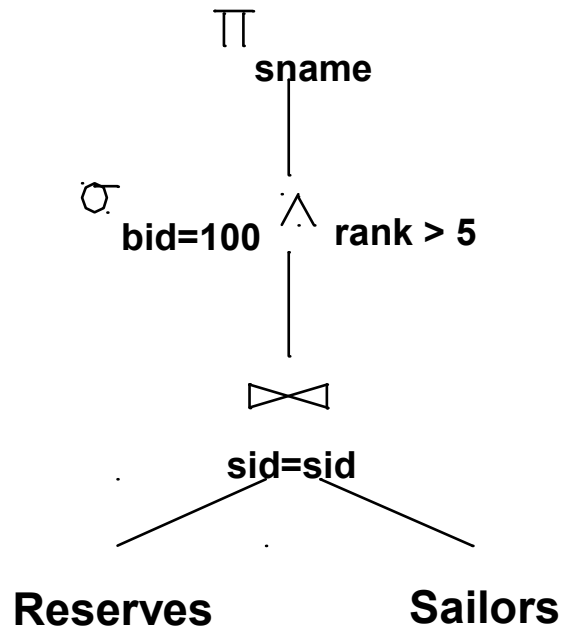 π
sname
σ bid=100 ∧ rank > 5
⋈
sid=sid
Reserves Sailors